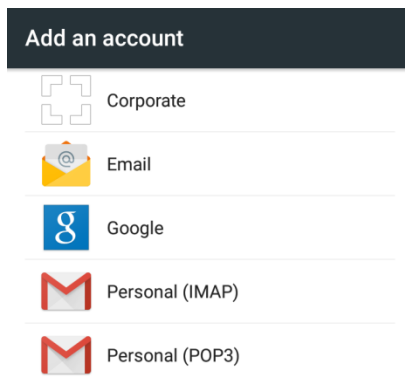 Add an account
Corporate
@
Email
g
Google
Personal (IMAP)
Personal (POP3)